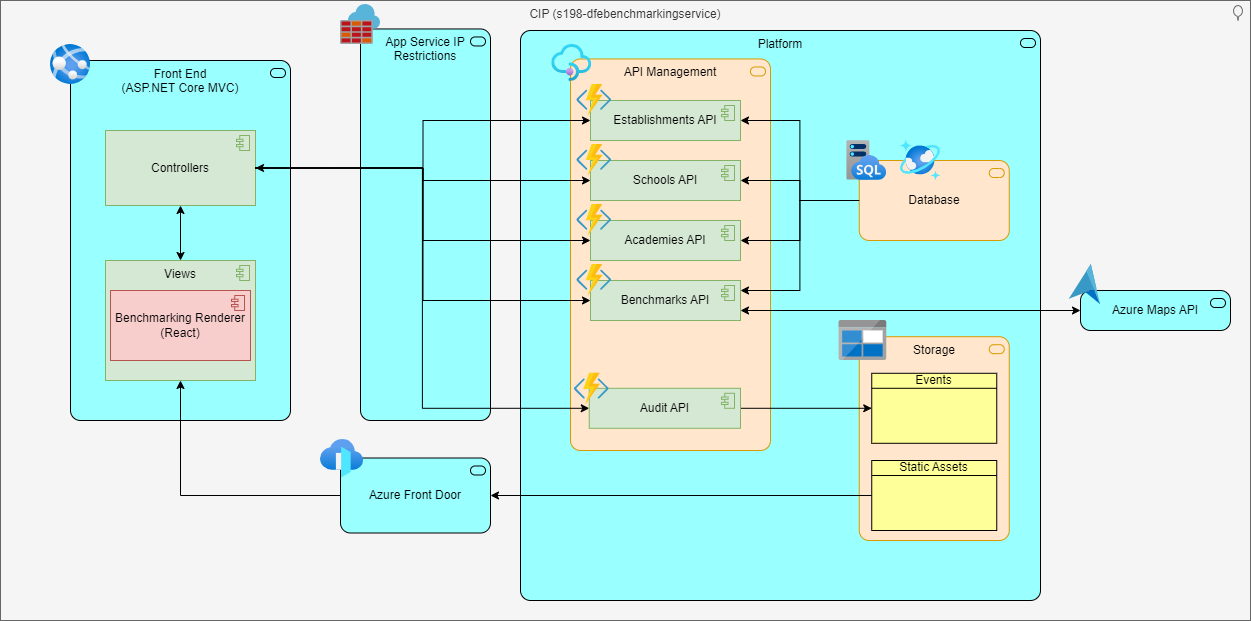 CIP (s198-dfebenchmarkingservice)
Front End
(ASP.NET Core MVC)
Controllers
Views
Benchmarking Renderer
(React)
App Service IP
Restrictions
Azure Front Door
Platform
API Management
Establishments API
Schools API
Academies API
Benchmarks API
Audit API
SQL
Database
Storage
Events
Static Assets
Azure Maps API